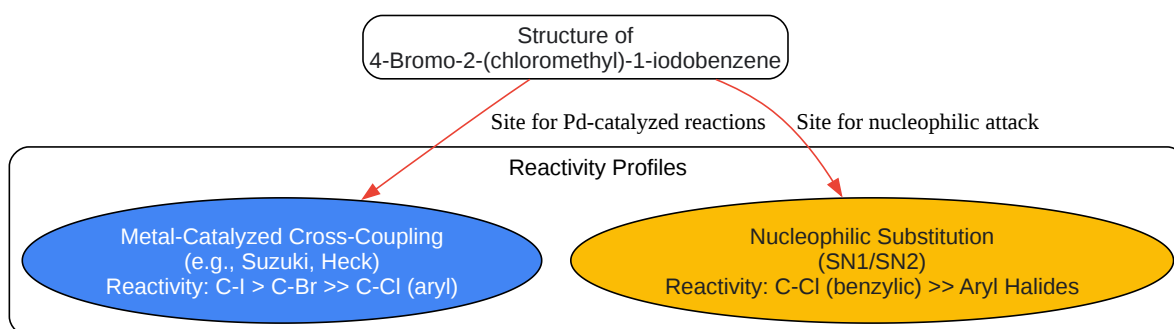 Structure of
4-Bromo-2-(chloromethyl)-1-iodobenzene
Site for Pd-catalyzed reactions
Site for nucleophilic attack
Reactivity Profiles
Metal-Catalyzed Cross-Coupling
(e.g., Suzuki, Heck)
Reactivity: C-I > C-Br >> C-Cl (aryl)
Nucleophilic Substitution
(SN1/SN2)
Reactivity: C-Cl (benzylic) >> Aryl Halides